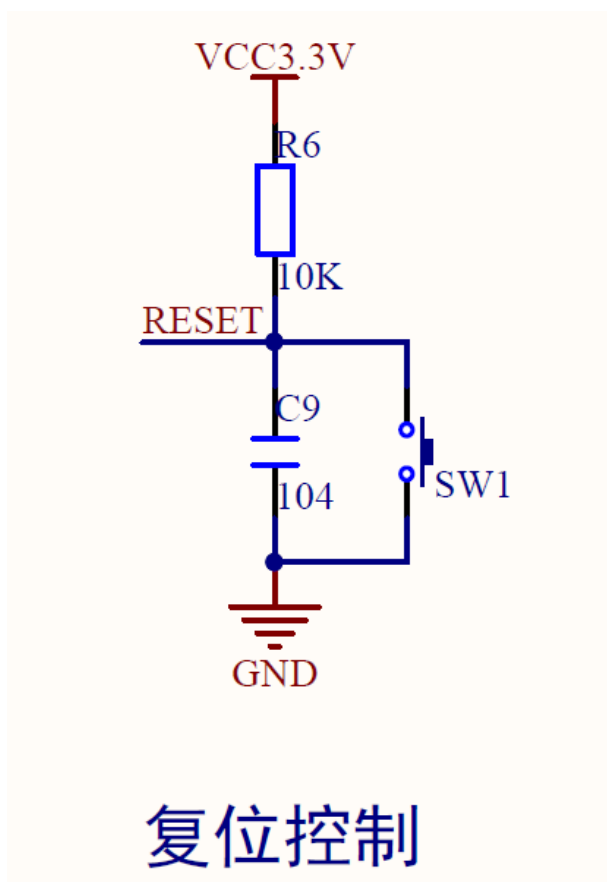 VCC3.3V
R6
10K
RESET
C9
104
SW1
GND
复位控制